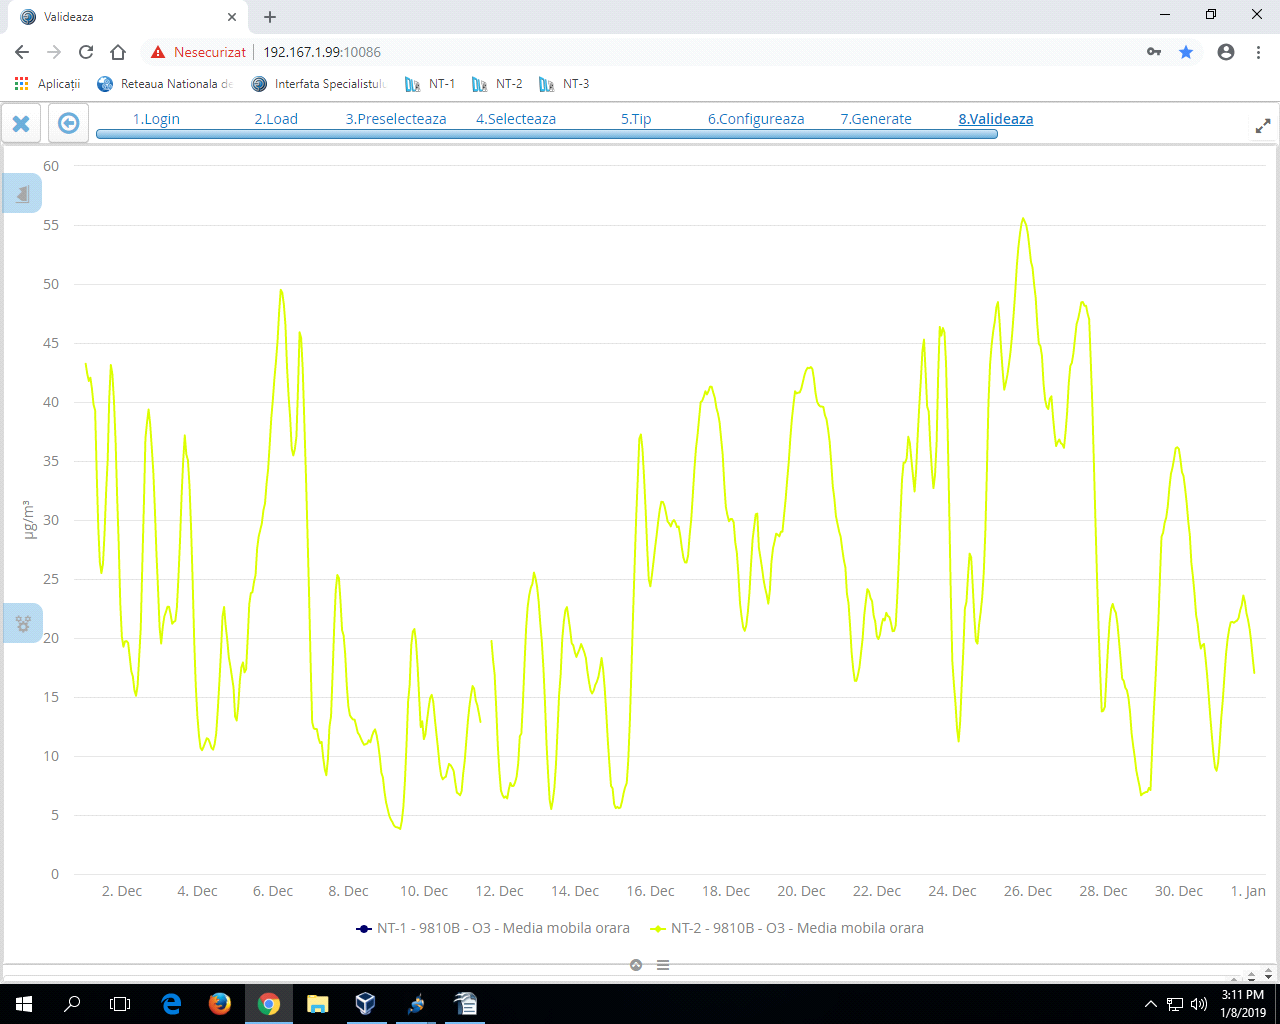 Valideaza
Nesecurizat
192.167.1.99:10086
Aplicații
Reteaua Nationala de
Interfata Specialistulu
NT-1
NT-2
NT-3
1.Login
2.Load
3.Preselecteaza
4.Selecteaza
5.Tip
6.Configureaza
7.Generate
8.Valideaza
60
55
50
45
40
35
30
25
20
15
10
5
0
µg/m³
2. Dec
4. Dec
6. Dec
8. Dec
10. Dec
12. Dec
14. Dec
16. Dec
18. Dec
20. Dec
22. Dec
24. Dec
26. Dec
28. Dec
30. Dec
1. Jan
NT-1 - 9810B - O3 - Media mobila orara
NT-2 - 9810B - O3 - Media mobila orara
3:11 PM
1/8/2019